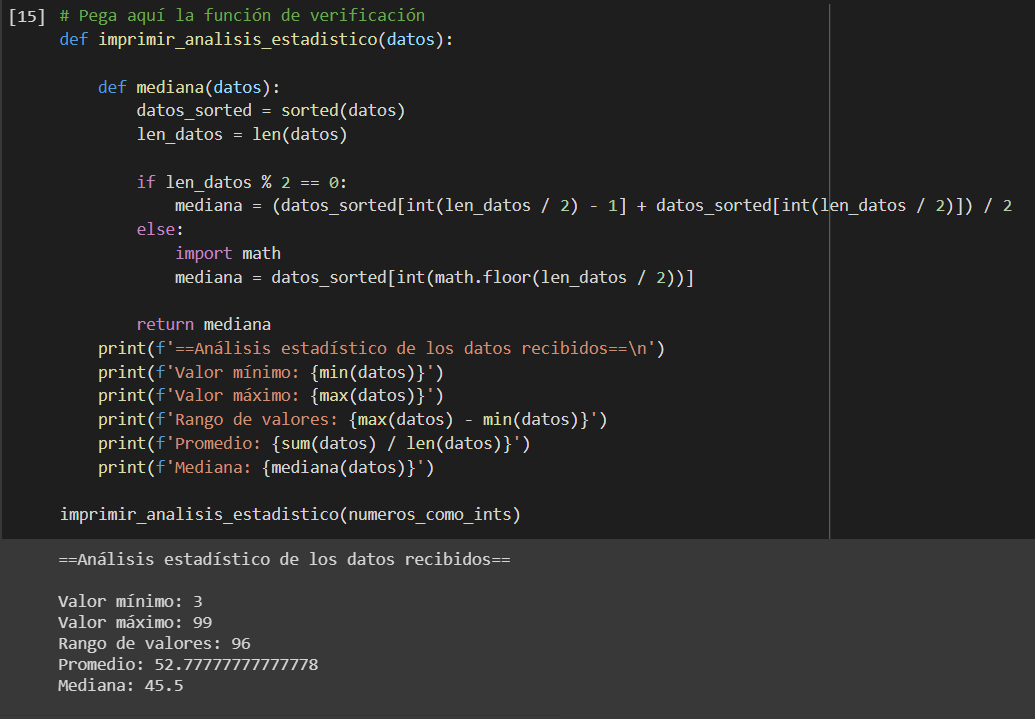 [15] # Pega aquí la función de verificación
def imprimir_analisis_estadistico(datos):
def mediana(datos):
datos_sorted = sorted(datos)
len_datos = len(datos)
if len_datos % 2 == 0:
mediana = (datos_sorted[int(len_datos / 2) - 1] + datos_sorted[int(len_datos / 2)]) / 2
else:
import math
mediana = datos_sorted[int(math.floor(len_datos / 2))]
return mediana
print(f'==Análisis estadístico de los datos recibidos==\n')
print(f'Valor mínimo: {min(datos)}')
print(f'Valor máximo: {max(datos)}')
print(f'Rango de valores: {max(datos) - min(datos)}')
print(f'Promedio: {sum(datos) / len(datos)}')
print(f'Mediana: {mediana(datos)}')
imprimir_analisis_estadistico(numeros_como_ints)
==Análisis estadístico de los datos recibidos==
Valor mínimo: 3
Valor máximo: 99
Rango de valores: 96
Promedio: 52.77777777777778
Mediana: 45.5